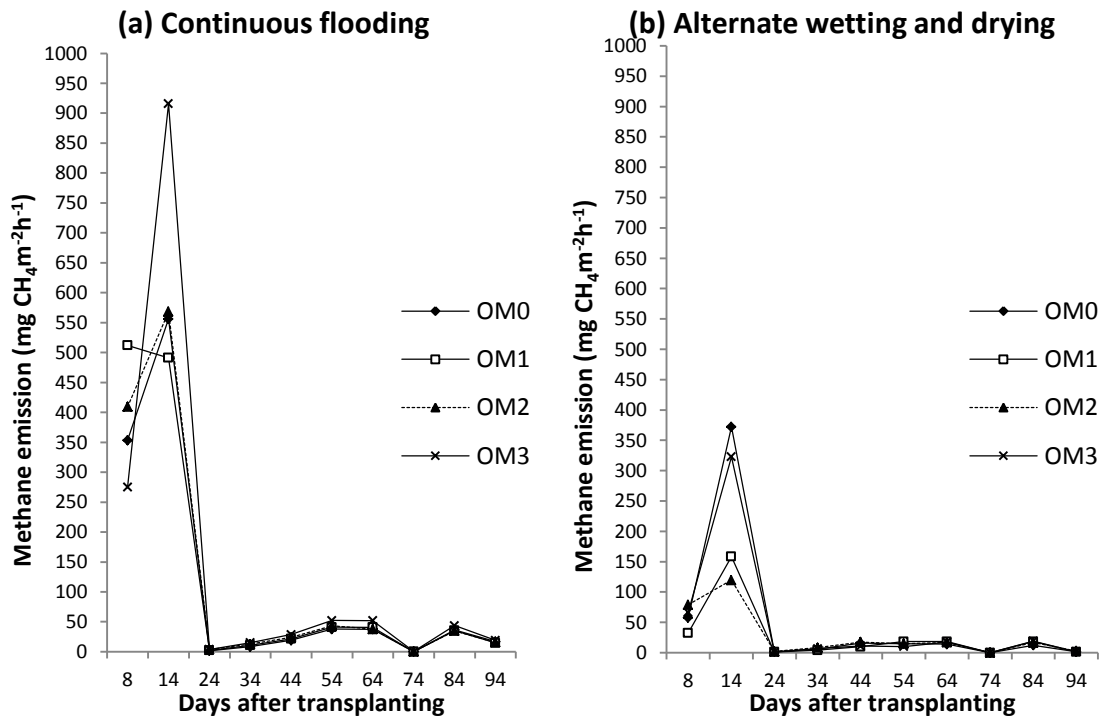 (a) Continuous flooding
Methane emission (mg CH₄m⁻²h⁻¹)
1000
950
900
850
800
750
700
650
600
550
500
450
400
350
300
250
200
150
100
50
0
8 14 24 34 44 54 64 74 84 94
Days after transplanting
OM0
OM1
OM2
OM3
(b) Alternate wetting and drying
Methane emission (mg CH₄m⁻²h⁻¹)
1000
950
900
850
800
750
700
650
600
550
500
450
400
350
300
250
200
150
100
50
0
8 14 24 34 44 54 64 74 84 94
Days after transplanting
OM0
OM1
OM2
OM3